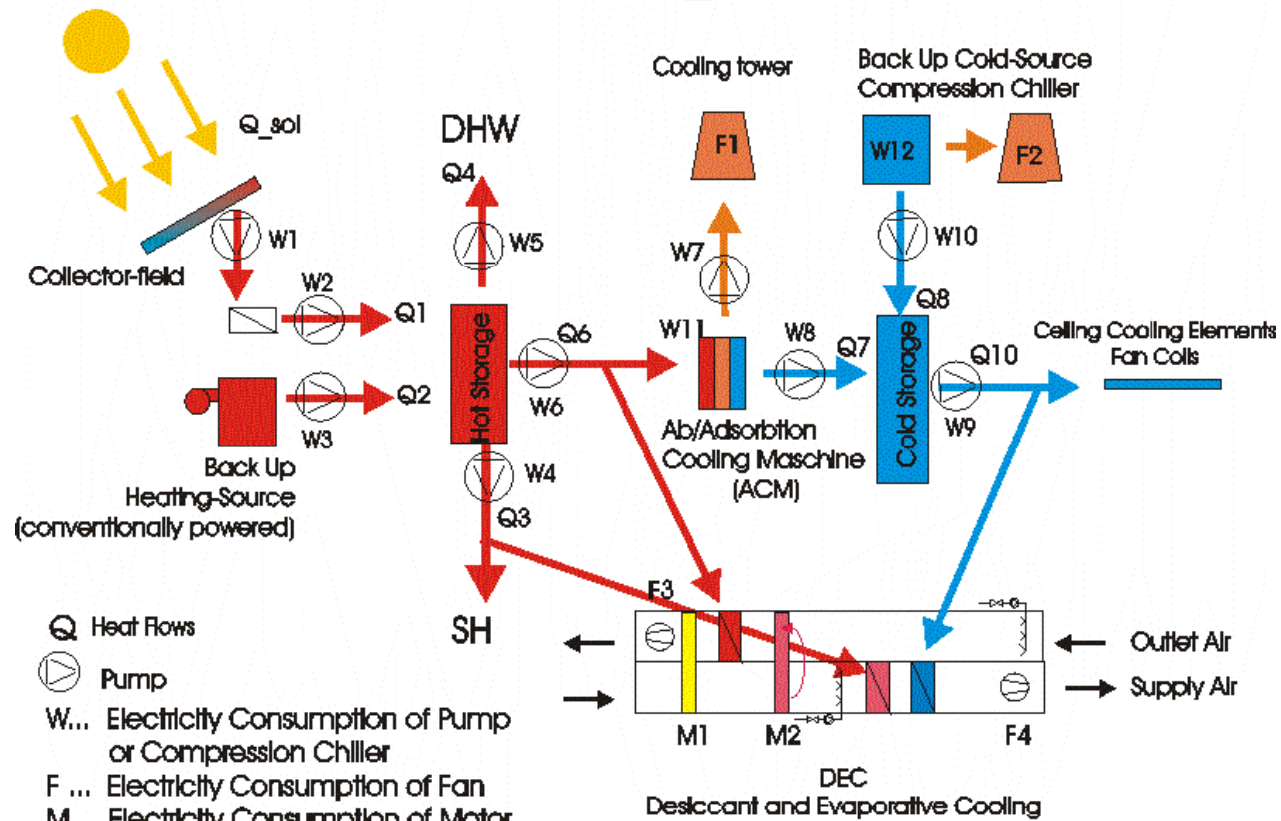 Q_sol
Collector-field
W1
W2
Q1
Back Up
Heating-Source
(conventionally powered)
W3
Q2
DHW
Q4
W5
Hot Storage
Q6
W6
W4
Q3
SH
Cooling tower
F1
W7
W11
Ab/Adsorbtion
Cooling Maschine
(ACM)
W8
Q7
Back Up Cold-Source
Compression Chiller
W12
F2
W10
Q8
Cold Storage
Q10
W9
Ceiling Cooling Elements
Fan Coils
F3
M1
M2
F4
Outlet Air
Supply Air
DEC
Desiccant and Evaporative Cooling
Q Heat Flows
Pump
W... Electricity Consumption of Pump
or Compression Chiller
F ... Electricity Consumption of Fan
M... Electricity Consumption of Motor